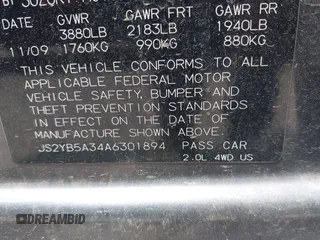 DATE GVWR GAWR FRT GAWR RR
3880LB 2183LB 1940LB
11/09 1760KG 990KG 880KG
THIS VEHICLE CONFORMS TO ALL
APPLICABLE FEDERAL MOTOR
VEHICLE SAFETY, BUMPER AND
THEFT PREVENTION STANDARDS
IN EFFECT ON THE DATE OF
MANUFACTURE SHOWN ABOVE.
JS2YB5A34A6301894 PASS CAR
2.0L 4WD US
DREAMBID